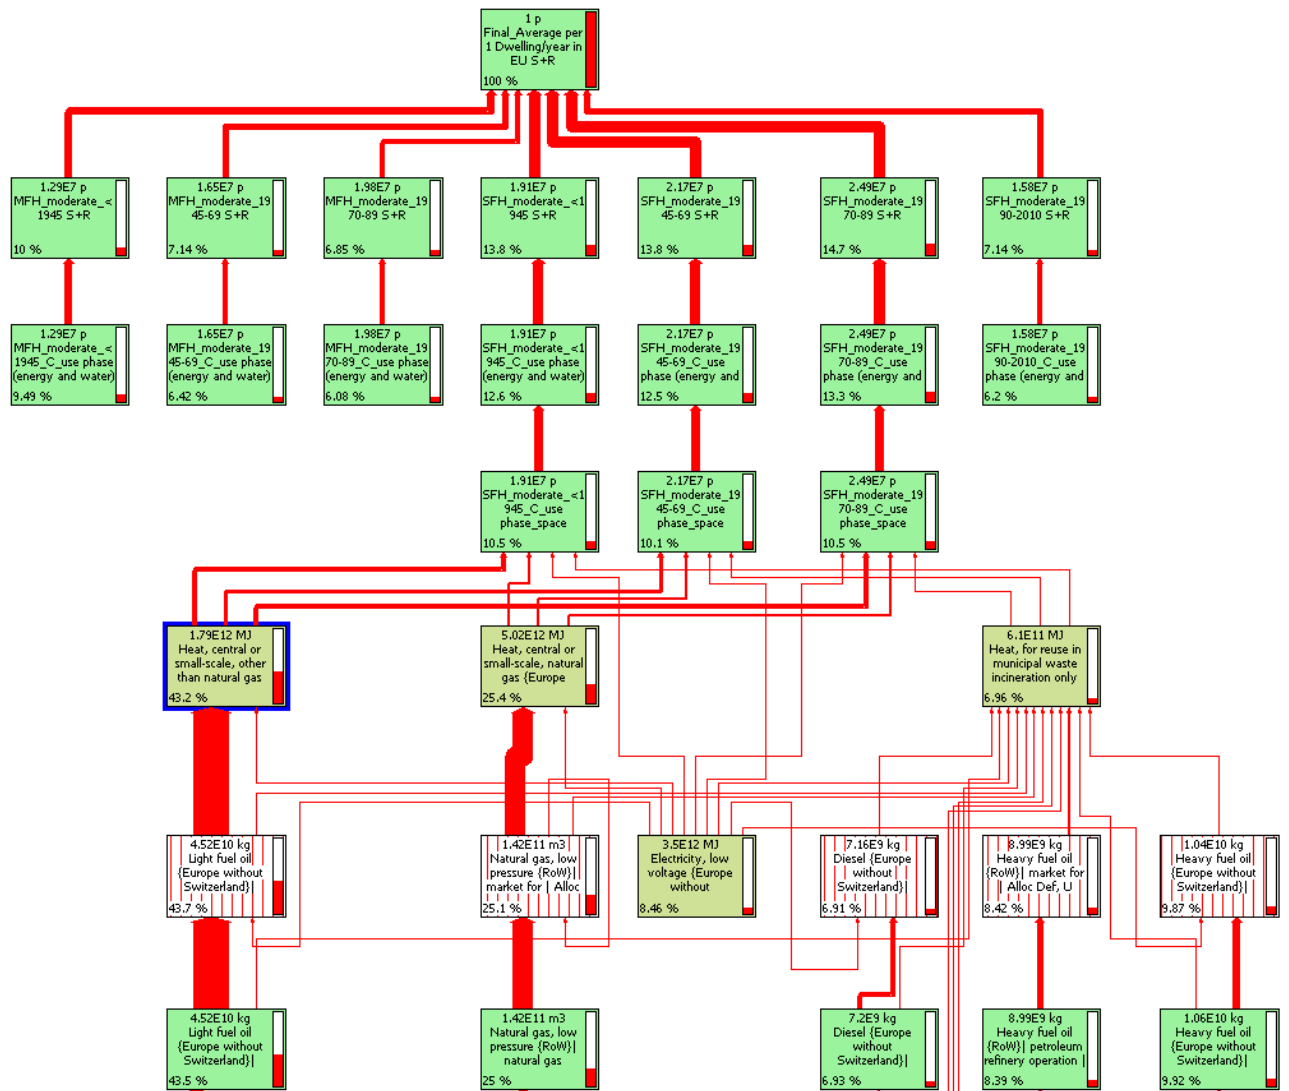 1 p
Final_Average per
1 Dwelling/year in
EU S+R
100 %
1.29E7 p
MFH_moderate_<
1945 S+R
10 %
1.65E7 p
MFH_moderate_19
45-69 S+R
7.14 %
1.98E7 p
MFH_moderate_19
70-89 S+R
6.85 %
1.91E7 p
SFH_moderate_<1
945 S+R
13.8 %
2.17E7 p
SFH_moderate_19
45-69 S+R
13.8 %
2.49E7 p
SFH_moderate_19
70-89 S+R
14.7 %
1.58E7 p
SFH_moderate_19
90-2010 S+R
7.14 %
1.29E7 p
MFH_moderate_<
1945_C_use phase
(energy and water)
9.49 %
1.65E7 p
MFH_moderate_19
45-69_C_use phase
(energy and water)
6.42 %
1.98E7 p
MFH_moderate_19
70-89_C_use phase
(energy and water)
6.08 %
1.91E7 p
SFH_moderate_<1
945_C_use phase
(energy and water)
12.6 %
2.17E7 p
SFH_moderate_19
45-69_C_use
phase (energy and
12.5 %
2.49E7 p
SFH_moderate_19
70-89_C_use
phase (energy and
13.3 %
1.58E7 p
SFH_moderate_19
90-2010_C_use
phase (energy and
6.2 %
1.91E7 p
SFH_moderate_<1
945_C_use
phase_space
10.5 %
2.17E7 p
SFH_moderate_19
45-69_C_use
phase_space
10.1 %
2.49E7 p
SFH_moderate_19
70-89_C_use
phase_space
10.5 %
1.79E12 MJ
Heat, central or
small-scale, other
than natural gas
43.2 %
5.02E12 MJ
Heat, central or
small-scale, natural
gas {Europe
25.4 %
6.1E11 MJ
Heat, for reuse in
municipal waste
incineration only
6.96 %
4.52E10 kg
Light fuel oil
{Europe without
Switzerland}|
43.7 %
1.42E11 m3
Natural gas, low
pressure {RoW}|
market for | Alloc
25.1 %
3.5E12 MJ
Electricity, low
voltage {Europe
without
8.46 %
7.16E9 kg
Diesel {Europe
without
Switzerland}|
6.91 %
8.99E9 kg
Heavy fuel oil
{RoW}| market for
| Alloc Def, U
8.42 %
1.04E10 kg
Heavy fuel oil
{Europe without
Switzerland}|
9.87 %
4.52E10 kg
Light fuel oil
{Europe without
Switzerland}|
43.5 %
1.42E11 m3
Natural gas, low
pressure {RoW}|
natural gas
25 %
7.2E9 kg
Diesel {Europe
without
Switzerland}|
6.93 %
8.99E9 kg
Heavy fuel oil
{RoW}| petroleum
refinery operation |
8.39 %
1.06E10 kg
Heavy fuel oil
{Europe without
Switzerland}|
9.92 %